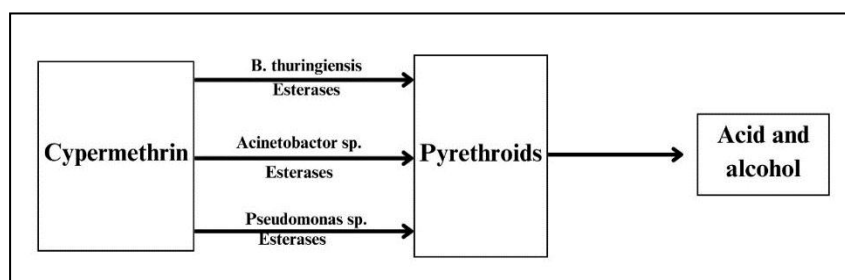 B. thuringiensis
Esterases
Cypermethrin
Acinetobactor sp.
Esterases
Pseudomonas sp.
Esterases
Pyrethroids
Acid and
alcohol